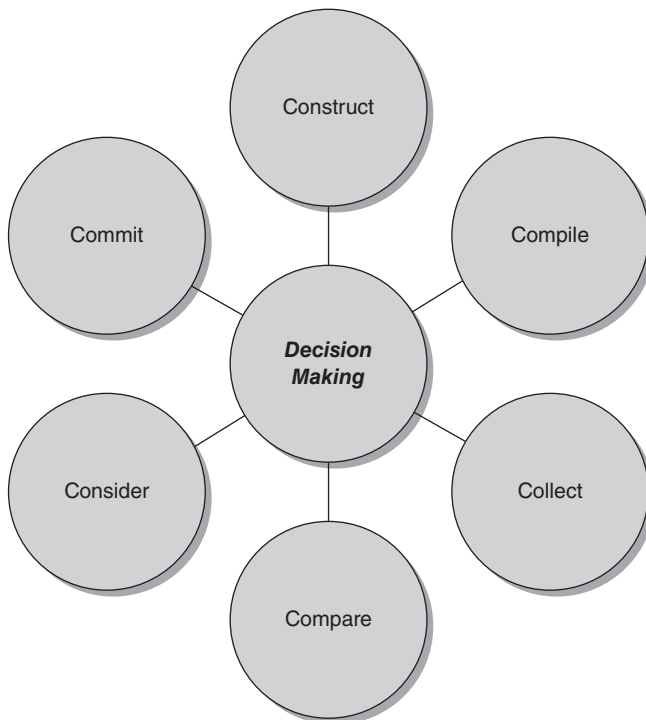 Construct
Commit
Compile
Decision
Making
Consider
Collect
Compare